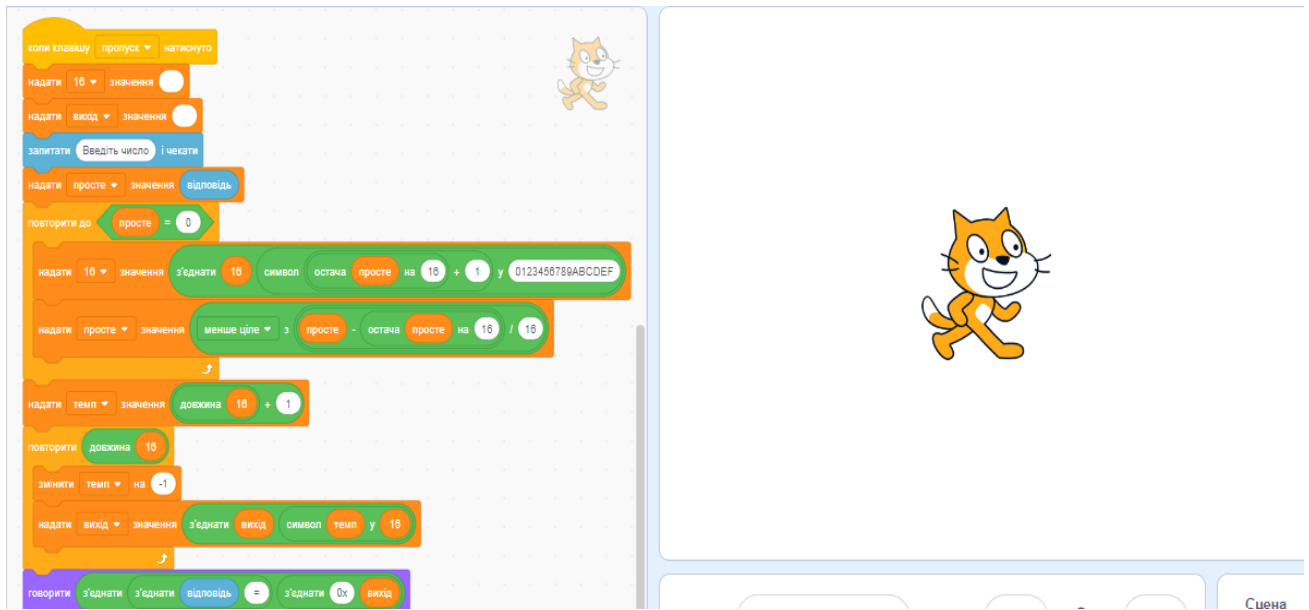 коли клавішу пропуск натиснуто
надати 16 значення
надати вихід значення
запитати Введіть число і чекати
надати просте значення відповідь
повторити до просте = 0
надати 16 значення з'єднати 16 символ остача просте на 16 + 1 у 0123456789ABCDEF
надати просте значення менше ціле з просте - остача просте на 16 / 16
надати темп значення довжина 16 + 1
повторити довжина 16
змінити темп на -1
надати вихід значення з'єднати вихід символ темп у 16
говорити з'єднати з'єднати відповідь = з'єднати 0x вихід
Сцена